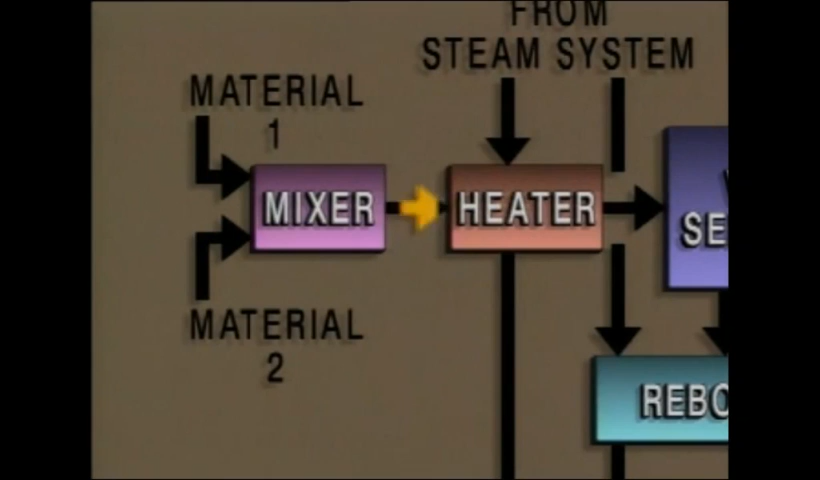 FROM
STEAM SYSTEM
MATERIAL
1
MIXER
HEATER
MATERIAL
2